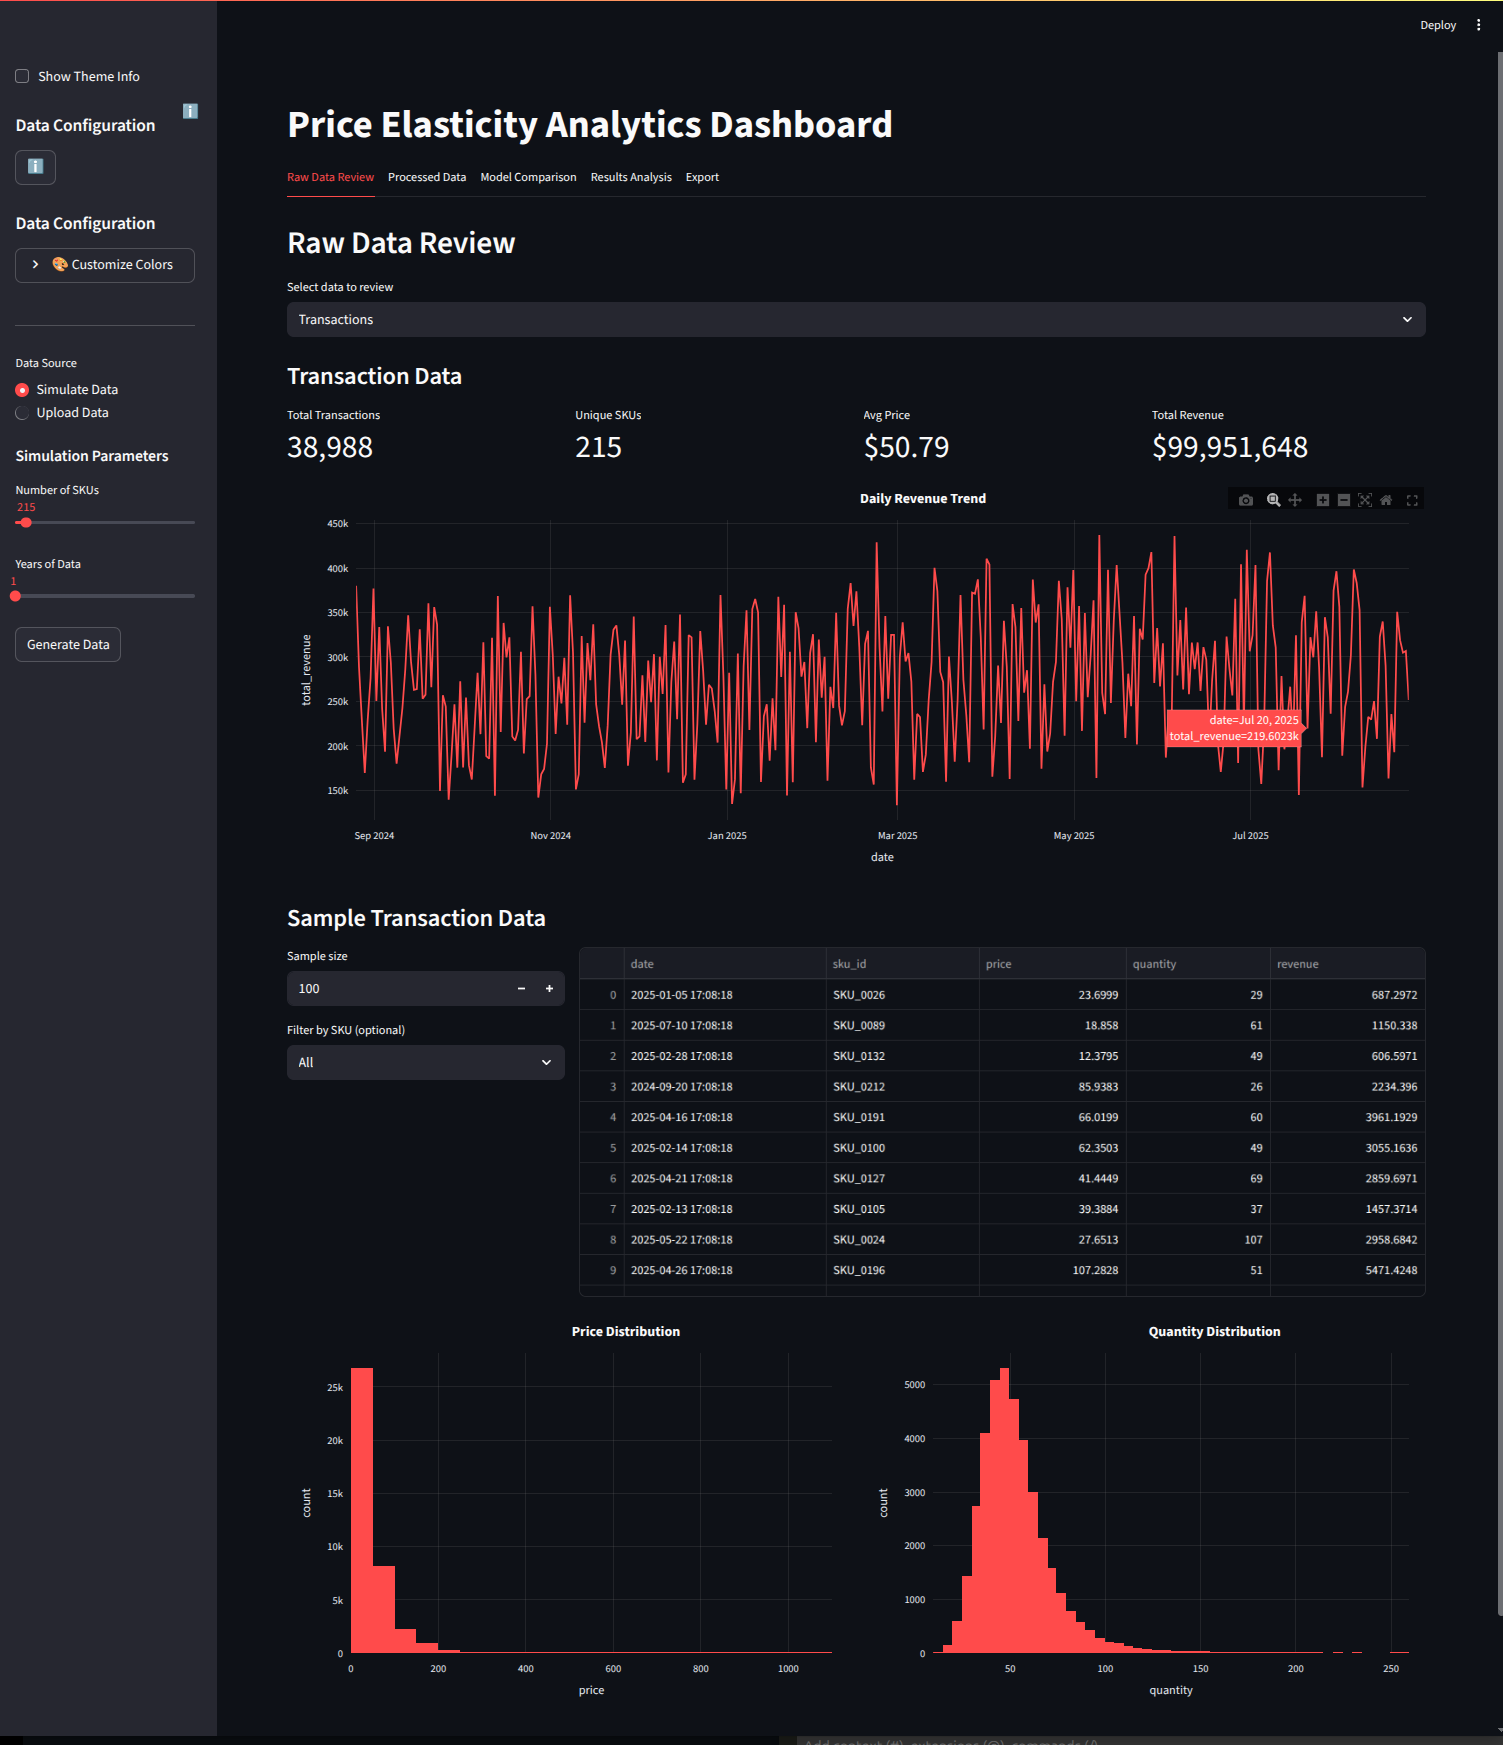 Deploy
Show Theme Info
Data Configuration
Data Configuration
Customize Colors
Data Source
Simulate Data
Upload Data
Simulation Parameters
Number of SKUs
215
Years of Data
1
Generate Data
Price Elasticity Analytics Dashboard
Raw Data Review Processed Data Model Comparison Results Analysis Export
Raw Data Review
Select data to review
Transactions
Transaction Data
Total Transactions Unique SKUs Avg Price Total Revenue
38,988 215 $50.79 $99,951,648
Daily Revenue Trend
450k
400k
350k
300k
250k
200k
150k
total_revenue
date=Jul 20, 2025
total_revenue=219.6023k
Sep 2024 Nov 2024 Jan 2025 Mar 2025 May 2025 Jul 2025
date
Sample Transaction Data
Sample size
100
Filter by SKU (optional)
All
date sku_id price quantity revenue
0 2025-01-05 17:08:18 SKU_0026 23.6999 29 687.2972
1 2025-07-10 17:08:18 SKU_0089 18.858 61 1150.338
2 2025-02-28 17:08:18 SKU_0132 12.3795 49 606.5971
3 2024-09-20 17:08:18 SKU_0212 85.9383 26 2234.396
4 2025-04-16 17:08:18 SKU_0191 66.0199 60 3961.1929
5 2025-02-14 17:08:18 SKU_0100 62.3503 49 3055.1636
6 2025-04-21 17:08:18 SKU_0127 41.4449 69 2859.6971
7 2025-02-13 17:08:18 SKU_0105 39.3884 37 1457.3714
8 2025-05-22 17:08:18 SKU_0024 27.6513 107 2958.6842
9 2025-04-26 17:08:18 SKU_0196 107.2828 51 5471.4248
Price Distribution
25k
20k
15k
10k
5k
0
count
0 200 400 600 800 1000
price
Quantity Distribution
5000
4000
3000
2000
1000
0
count
50 100 150 200 250
quantity